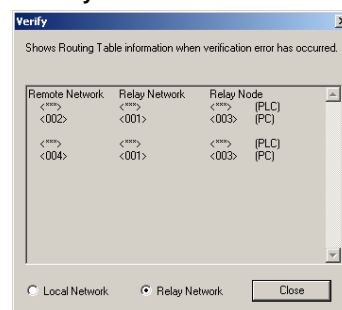 Verify
Shows Routing Table information when verification error has occurred.
Remote Network Relay Network Relay Node
<***> <***> <***> (PLC)
<002> <001> <003> (PC)
<***> <***> <***> (PLC)
<004> <001> <003> (PC)
Local Network Relay Network Close